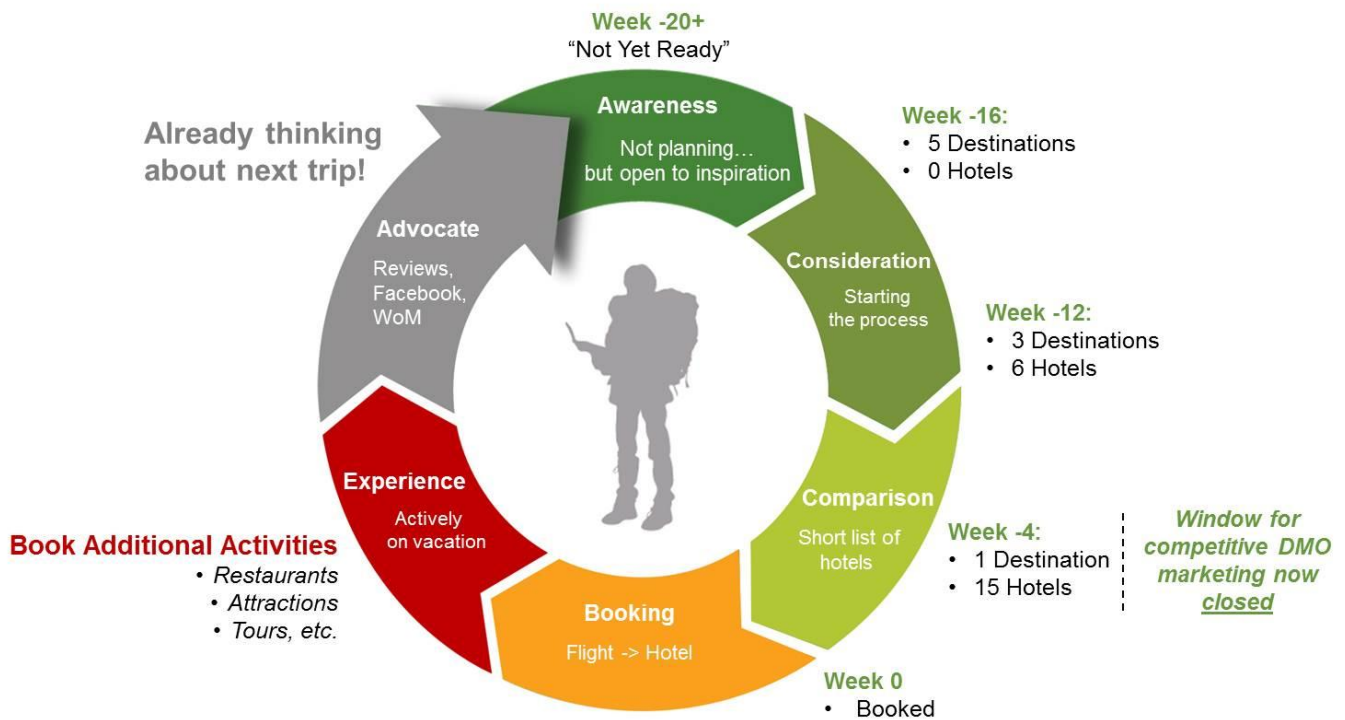 Week -20+
“Not Yet Ready”
Awareness
Not planning…
but open to inspiration
Week -16:
• 5 Destinations
• 0 Hotels
Consideration
Starting
the process
Week -12:
• 3 Destinations
• 6 Hotels
Comparison
Short list of
hotels
Week -4:
• 1 Destination
• 15 Hotels
Window for
competitive DMO
marketing now
closed
Booking
Flight -> Hotel
Week 0
• Booked
Experience
Actively
on vacation
Book Additional Activities
• Restaurants
• Attractions
• Tours, etc.
Advocate
Reviews,
Facebook,
WoM
Already thinking
about next trip!